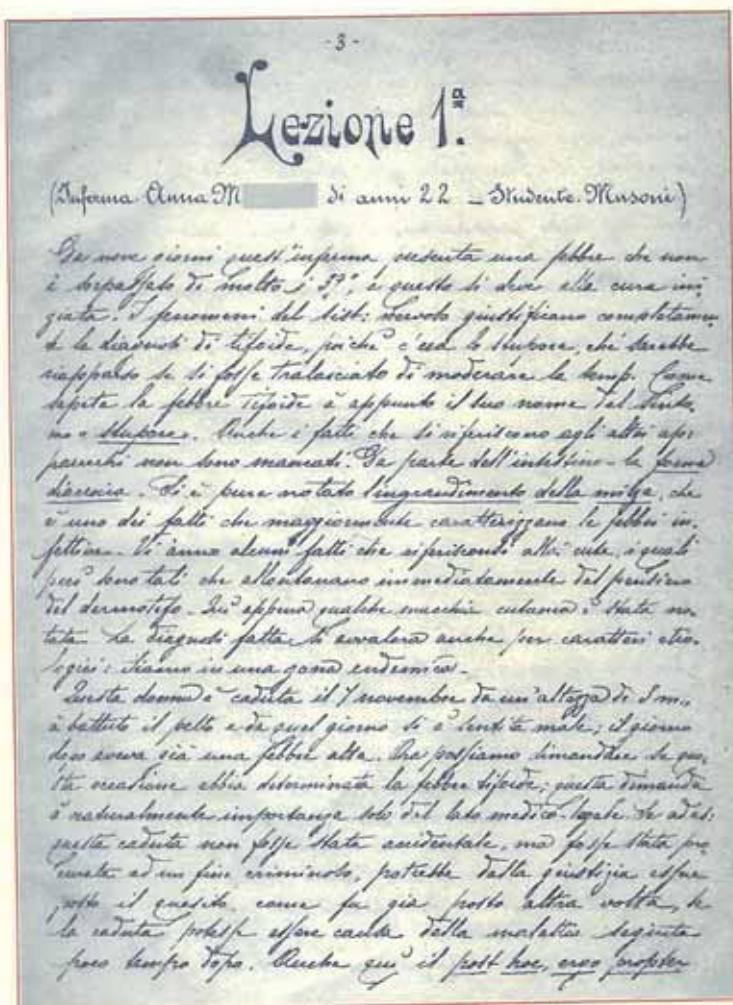 - 3 -
Lezione 1ª.
(Inferma Anna M di anni 22 - Studente Musoni)
Da nove giorni quest'inferma presenta una febbre che non
è sorpassato di molto i 39°, e questo si deve alla cura ini
ziata. I fenomeni del sist: nervoso giustificano completamen
te la diagnosi di tifoide, poichè c'era lo stupore, che sarebbe
riapparso se si fosse tralasciato di moderare la temp. Come
sapete la febbre tifoide à appunto il suo nome dal sinto.
mo - stupore. Anche i fatti che si riferiscono agli altri ap
parecchi non sono mancati. Da parte dell'intestino - la forma
diarroica. Si è pure notato l'ingrandimento della milza, che
è uno dei fatti che maggiormente caratterizzano le febbri in
fettive. Vi ànno alcuni fatti che riferisconsi alla cute, i quali
però sono tali che allontanano immediatamente dal pensiero
del dermotifo. Quì appena qualche macchia cutanea è stata no
tata. La diagnosi fatta si avvalora anche per caratteri etio.
logici: siamo in una zona endemica.
Questa donna è caduta il 7 novembre da un'altezza di 5 m.,
à battuto il petto e da quel giorno si è sentita male; il giorno
dopo aveva già una febbre alta. Ora possiamo dimandare se que
sta occasione abbia determinata la febbre tifoide; questa dimanda
à naturalmente importanza solo dal lato medico-legale. Se ad es:
questa caduta non fosse stata accidentale, ma fosse stata pro
curata ad un fine criminoso, potrebbe dalla giustizia essere
posto il quesito, come fu già posto altra volta, se
la caduta potesse essere causa della malattia seguita
poco tempo dopo. Anche quì il post hoc, ergo propter